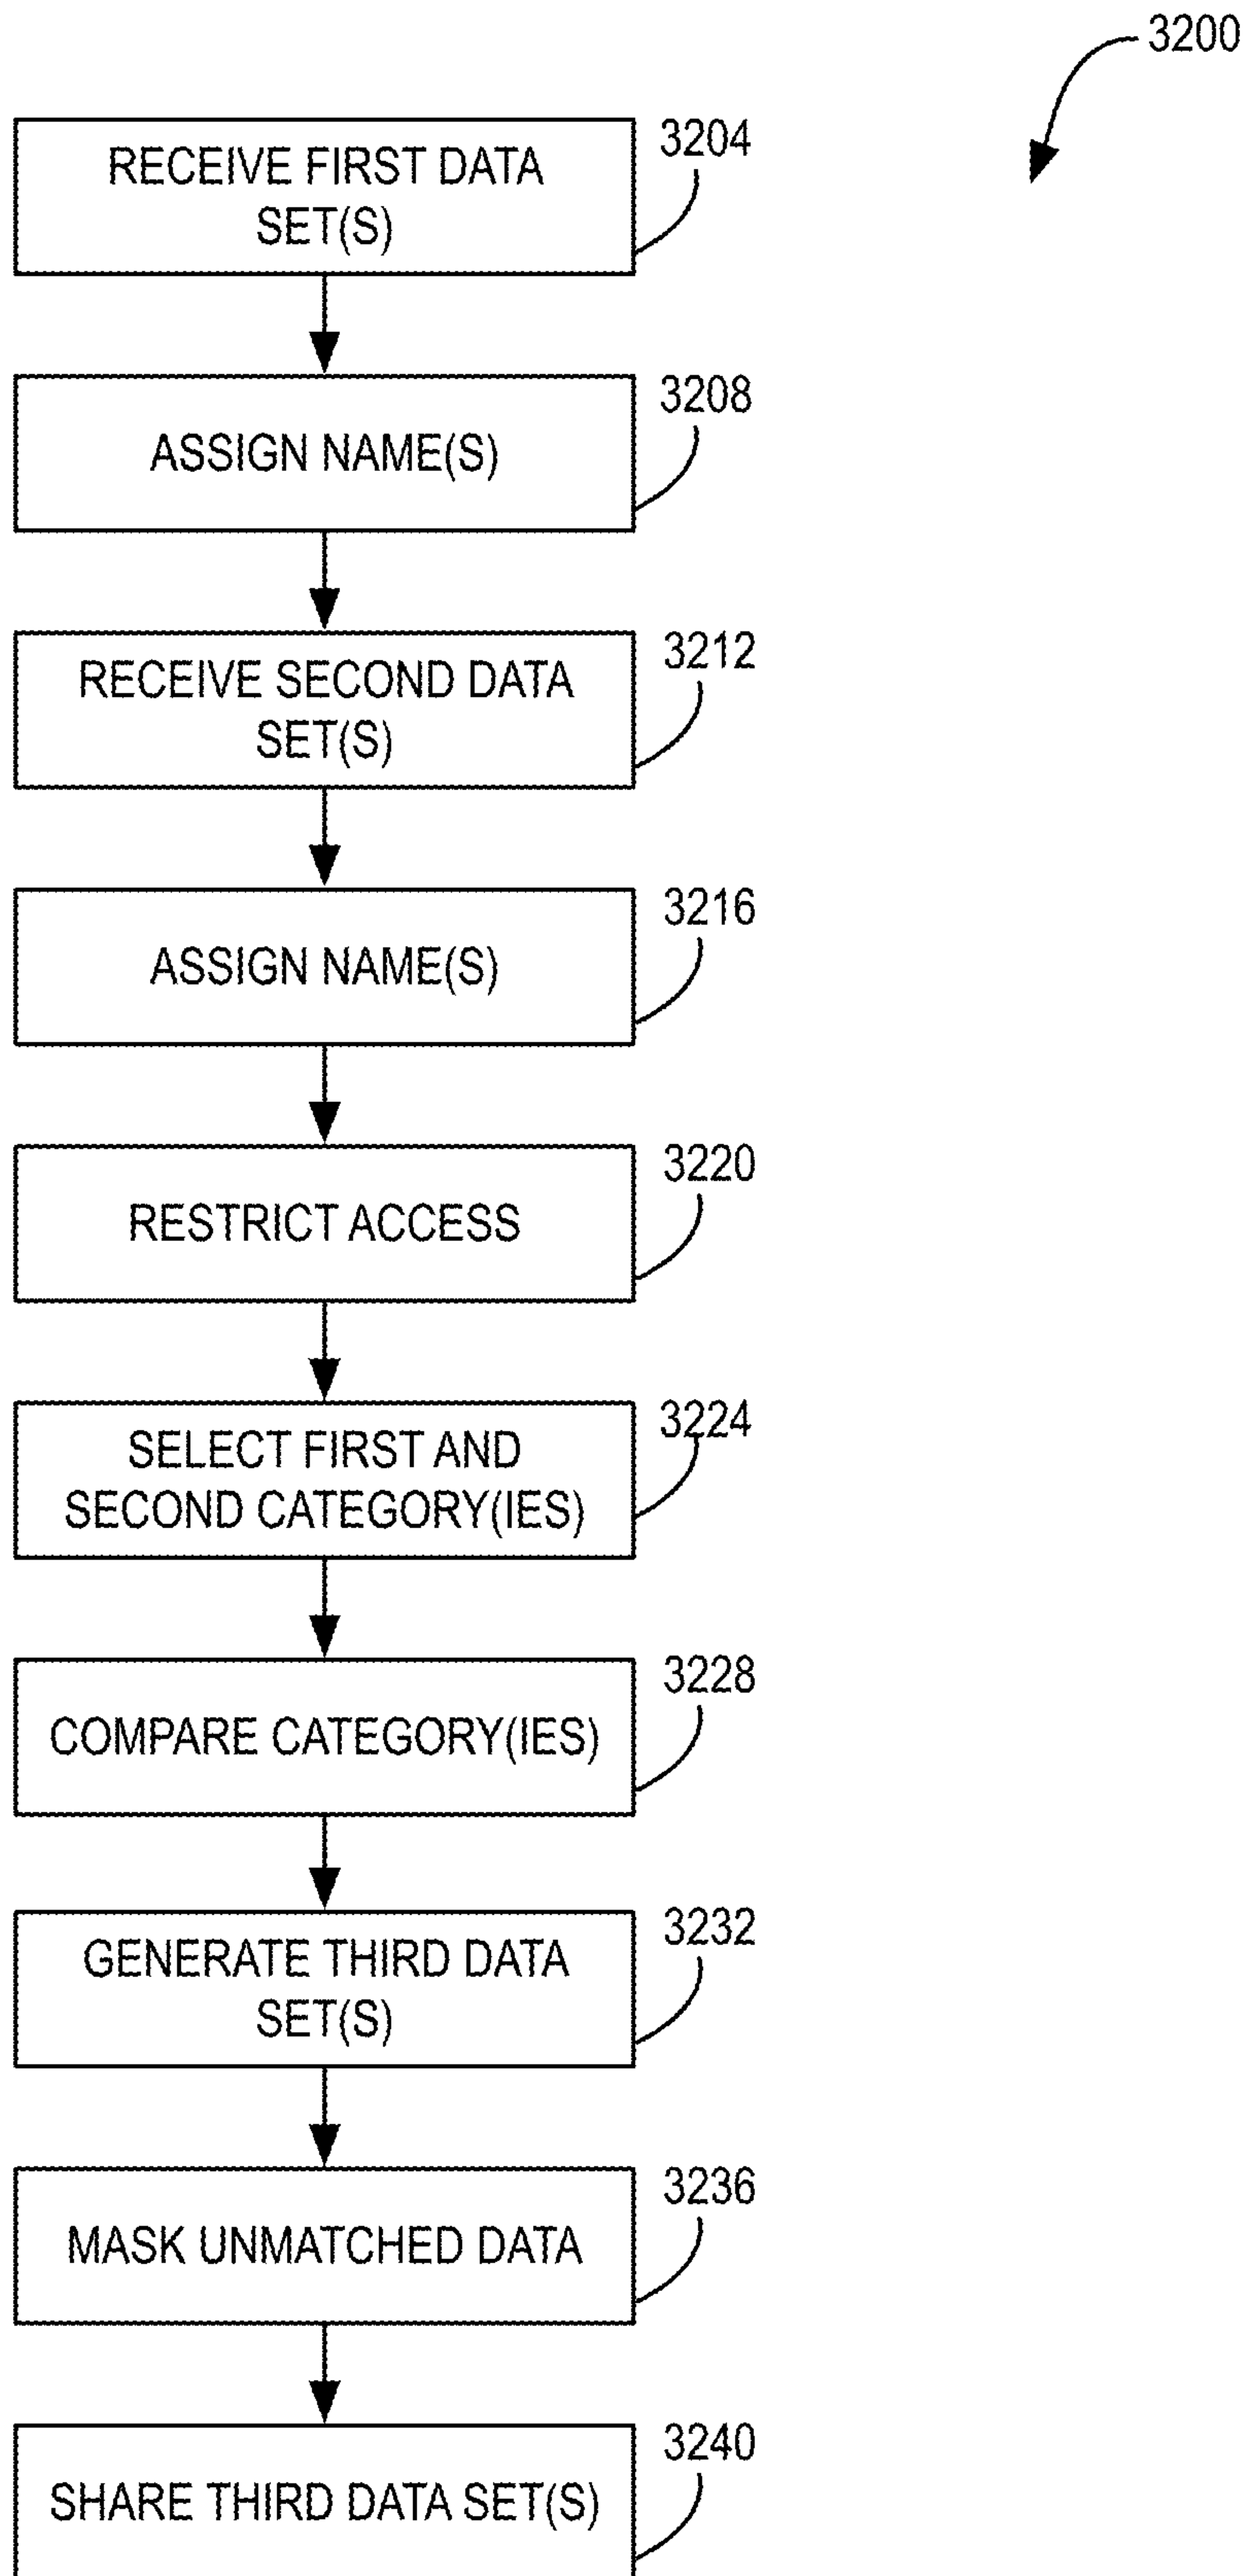 3200
RECEIVE FIRST DATA
SET(S)
3204
ASSIGN NAME(S)
3208
RECEIVE SECOND DATA
SET(S)
3212
ASSIGN NAME(S)
3216
RESTRICT ACCESS
3220
SELECT FIRST AND
SECOND CATEGORY(IES)
3224
COMPARE CATEGORY(IES)
3228
GENERATE THIRD DATA
SET(S)
3232
MASK UNMATCHED DATA
3236
SHARE THIRD DATA SET(S)
3240